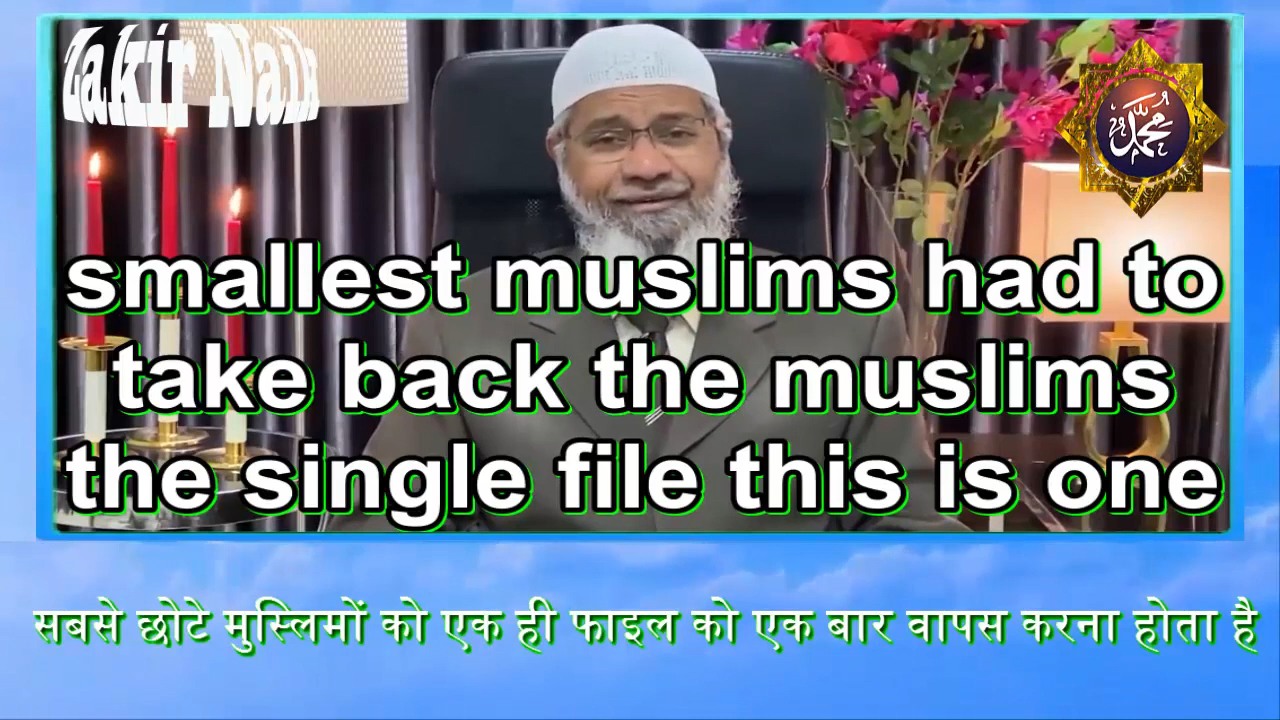 Zakir Naik
محمد
smallest muslims had to
take back the muslims
the single file this is one
सबसे छोटे मुस्लिमों को एक ही फाइल को एक बार वापस करना होता है